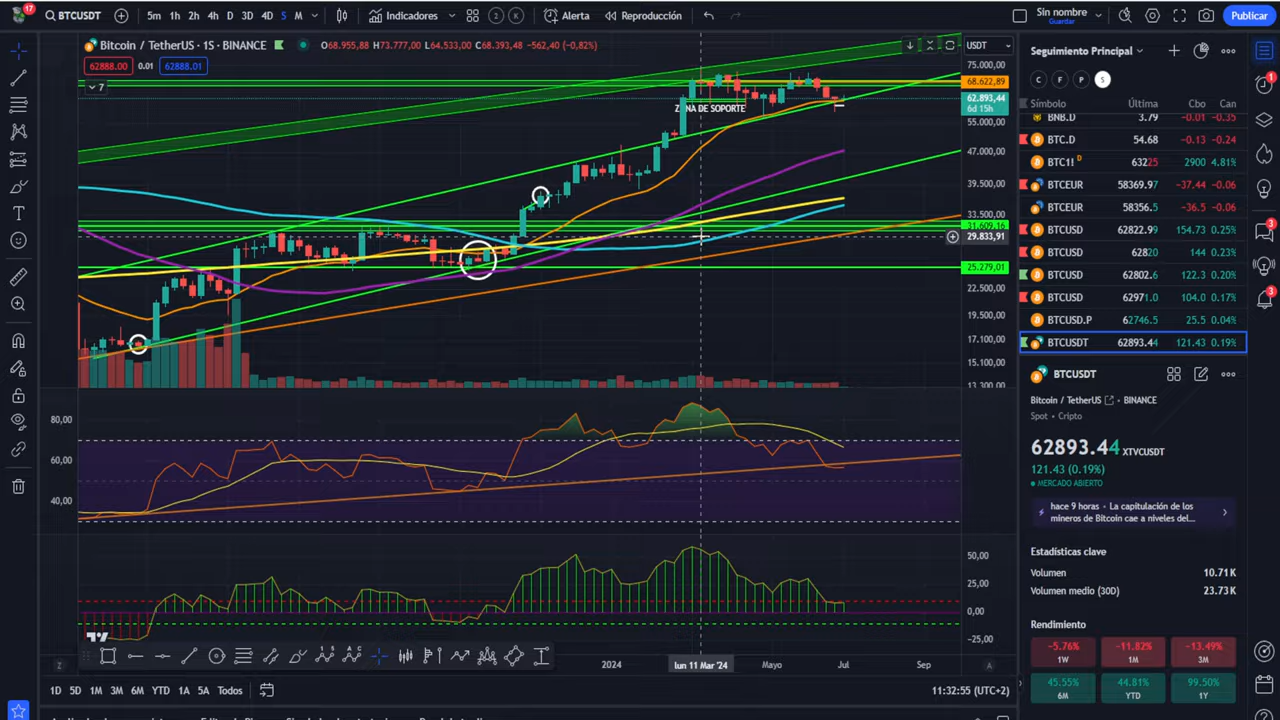 17
BTCUSDT
5m 1h 2h 4h D 3D 4D S M
Indicadores
2 K
Alerta
Reproducción
Sin nombre
Guardar
Publicar
Bitcoin / TetherUS · 1S · BINANCE
O68.955,88 H73.777,00 L64.533,00 C68.393,48 -562,40 (-0,82%)
62888.00 0.01 62888.01
7
USDT
75.000,00
68.622,89
62.893,44
6d 15h
55.000,00
47.000,00
39.500,00
33.500,00
29.833,91
25.279,01
22.500,00
19.500,00
17.100,00
15.100,00
13.300,00
80,00
60,00
40,00
50,00
25,00
0,00
-25,00
2024
lun 11 Mar '24
Mayo
Jul
Sep
Z
A
1D 5D 1M 3M 6M YTD 1A 5A Todos
11:32:55 (UTC+2)
Seguimiento Principal
C F P S
Símbolo Última Cbo Can
BNB.D 3.79 -0.01 -0.35
BTC.D 54.68 -0.13 -0.24
BTC1! D 63225 2900 4.81%
BTCEUR 58369.97 -37.44 -0.06
BTCEUR 58356.5 -36.5 -0.06
BTCUSD 62822.99 154.73 0.25%
BTCUSD 62820 144 0.23%
BTCUSD 62802.6 122.3 0.20%
BTCUSD 62971.0 104.0 0.17%
BTCUSD.P 62746.5 25.5 0.04%
BTCUSDT 62893.44 121.43 0.19%
BTCUSDT
Bitcoin / TetherUS · BINANCE
Spot · Cripto
62893.44 XTVCUSDT
121.43 (0.19%)
MERCADO ABIERTO
hace 9 horas · La capitulación de los
mineros de Bitcoin cae a niveles del...
Estadísticas clave
Volumen 10.71K
Volumen medio (30D) 23.73K
Rendimiento
-5.76% -11.82% -13.49%
1W 1M 3M
45.55% 44.81% 99.50%
6M YTD 1Y
1
3
3